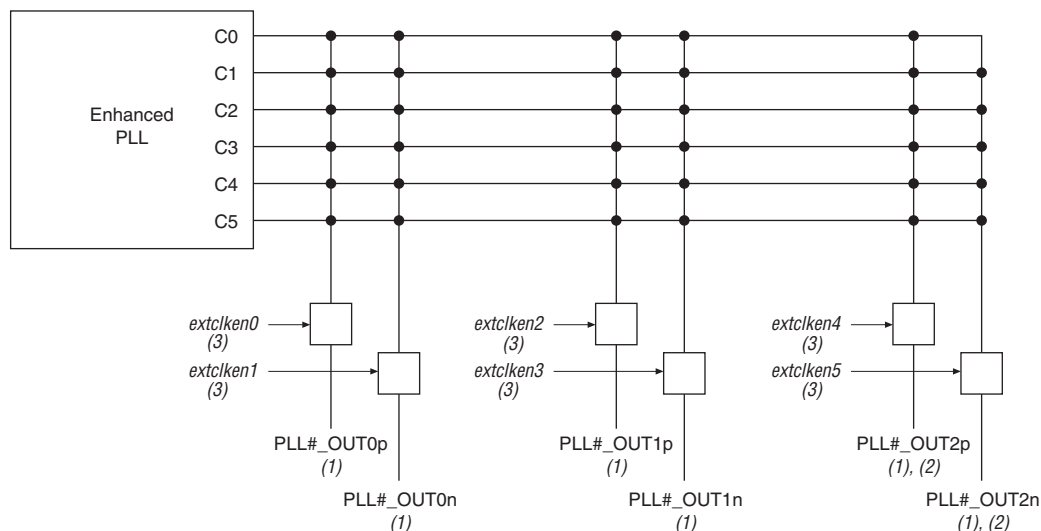 C0
C1
Enhanced
PLL
C2
C3
C4
C5
extclken0
(3)
extclken1
(3)
extclken2
(3)
extclken3
(3)
extclken4
(3)
extclken5
(3)
PLL#_OUT0p
(1)
PLL#_OUT1p
(1)
PLL#_OUT2p
(1), (2)
PLL#_OUT0n
(1)
PLL#_OUT1n
(1)
PLL#_OUT2n
(1), (2)